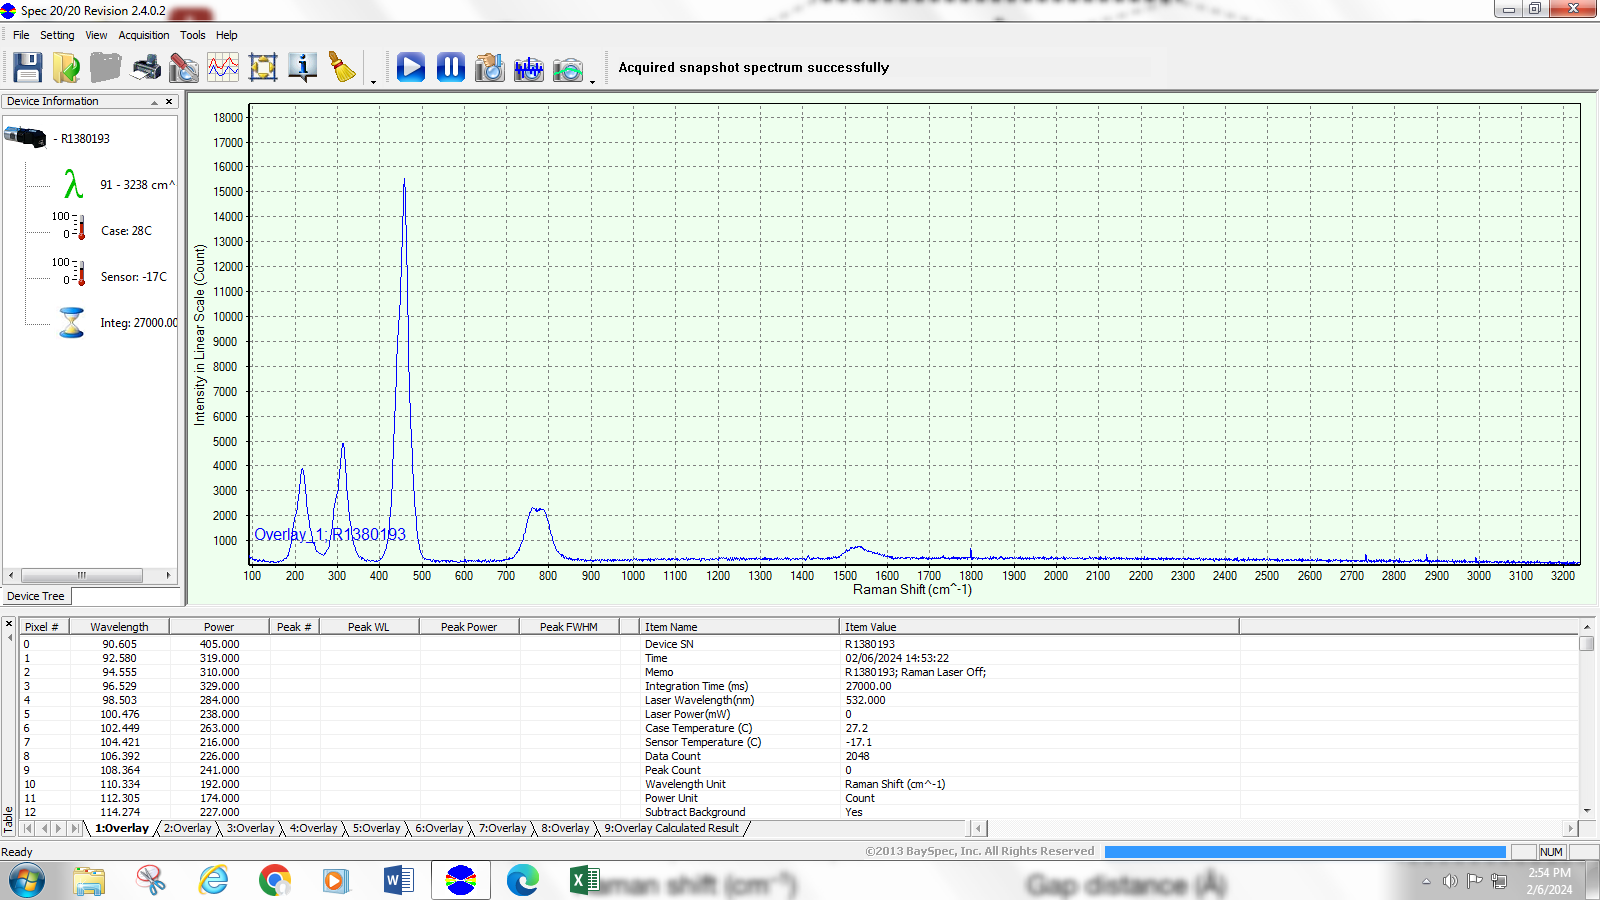 Spec 20/20 Revision 2.4.0.2
File Setting View Acquisition Tools Help
Acquired snapshot spectrum successfully
Device Information
- R1380193
λ 91 - 3238 cm^
100 0 Case: 28C
100 0 Sensor: -17C
Integ: 27000.00
Device Tree
Intensity in Linear Scale (Count)
18000
17000
16000
15000
14000
13000
12000
11000
10000
9000
8000
7000
6000
5000
4000
3000
2000
1000
Overlay_1; R1380193
100 200 300 400 500 600 700 800 900 1000 1100 1200 1300 1400 1500 1600 1700 1800 1900 2000 2100 2200 2300 2400 2500 2600 2700 2800 2900 3000 3100 3200
Raman Shift (cm^-1)
Pixel # Wavelength Power Peak # Peak WL Peak Power Peak FWHM Item Name Item Value
0 90.605 405.000 Device SN R1380193
1 92.580 319.000 Time 02/06/2024 14:53:22
2 94.555 310.000 Memo R1380193; Raman Laser Off;
3 96.529 329.000 Integration Time (ms) 27000.00
4 98.503 284.000 Laser Wavelength(nm) 532.000
5 100.476 238.000 Laser Power(mW) 0
6 102.449 263.000 Case Temperature (C) 27.2
7 104.421 216.000 Sensor Temperature (C) -17.1
8 106.392 226.000 Data Count 2048
9 108.364 241.000 Peak Count 0
10 110.334 192.000 Wavelength Unit Raman Shift (cm^-1)
11 112.305 174.000 Power Unit Count
12 114.274 227.000 Subtract Background Yes
Table
1:Overlay 2:Overlay 3:Overlay 4:Overlay 5:Overlay 6:Overlay 7:Overlay 8:Overlay 9:Overlay Calculated Result
Ready ©2013 BaySpec, Inc. All Rights Reserved NUM
aman shift (cm⁻¹) Gap distance (Å)
2:54 PM
2/6/2024